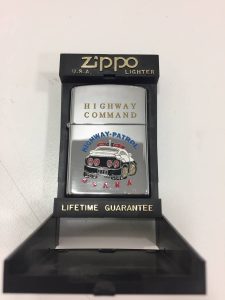 zippo
U.S.A. LIGHTER
HIGHWAY
COMMAND
HIGHWAY-PATROL
LIFETIME GUARANTEE